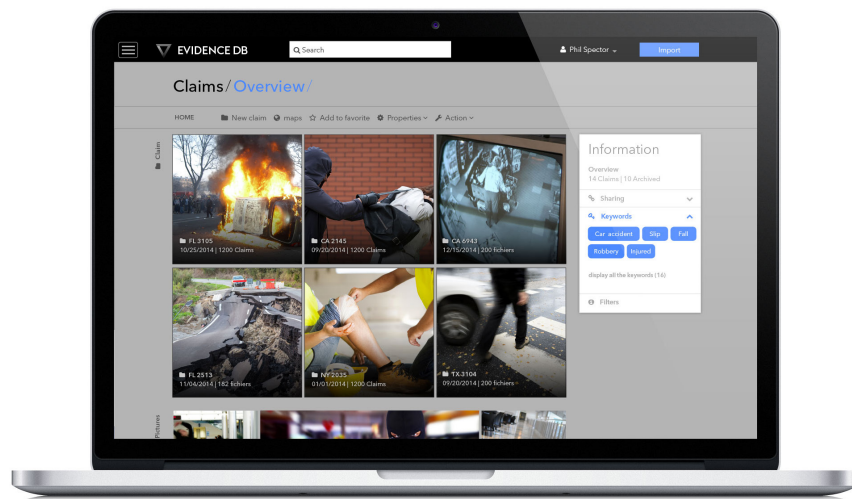 EVIDENCE DB
Search
Phil Spector
Import
Claims/Overview/
HOME New claim maps Add to favorite Properties Action
Claim
FL 3105
10/25/2014 | 1200 Claims
CA 2145
09/20/2014 | 1200 Claims
CA 6943
12/15/2014 | 200 fichiers
FL 2513
11/04/2014 | 182 fichiers
NY 2035
01/01/2014 | 1200 Claims
TX-3104
09/20/2014 | 200 fichiers
Pictures
Information
Overview
14 Claims | 10 Archived
Sharing
Keywords
Car accident Slip Fall
Robbery Injured
display all the keywords (16)
Filters